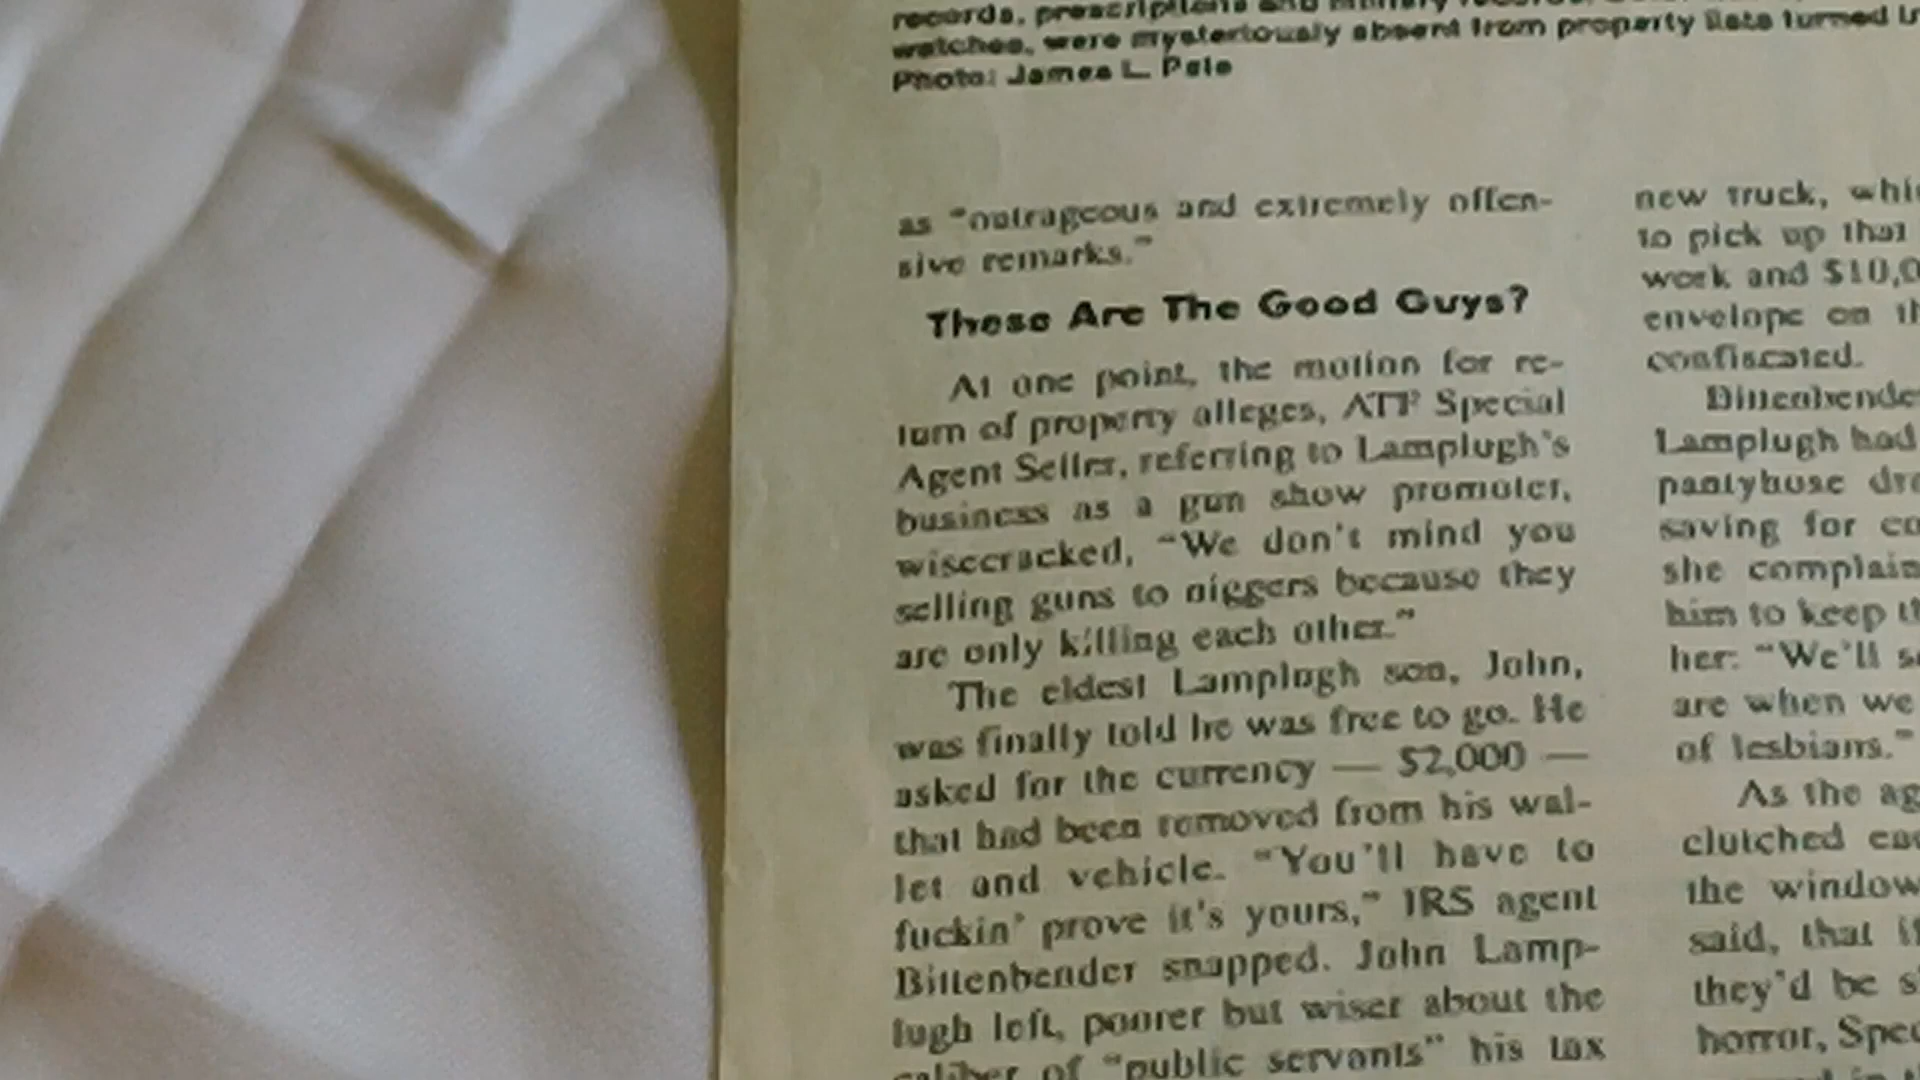 records, prescriptions and military records,
watches, were mysteriously absent from property lists turned
Photo: James L. Pate
as "outrageous and extremely offen-
sive remarks."
These Are The Good Guys?
At one point, the motion for re-
turn of property alleges, ATF Special
Agent Seller, referring to Lamplugh's
business as a gun show promoter,
wisecracked, "We don't mind you
selling guns to niggers because they
are only killing each other."
The eldest Lamplugh son, John,
was finally told he was free to go. He
asked for the currency — $2,000 —
that had been removed from his wal-
let and vehicle. "You'll have to
fuckin' prove it's yours," IRS agent
Bittenbender snapped. John Lamp-
lugh left, poorer but wiser about the
caliber of "public servants" his tax
new truck, whi
to pick up that
work and $10,0
envelope on th
confiscated.
Bittenbende
Lamplugh had
pantyhose dra
saving for co
she complain
him to keep th
her: "We'll s
are when we
of lesbians."
As the ag
clutched eac
the window
said, that if
they'd be s
horror, Spec